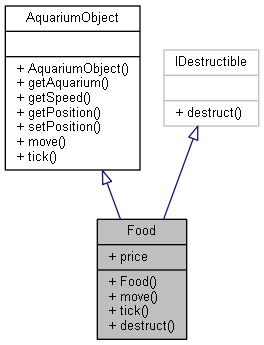 AquariumObject
+ AquariumObject()
+ getAquarium()
+ getSpeed()
+ getPosition()
+ setPosition()
+ move()
+ tick()
IDestructible
+ destruct()
Food
+ price
+ Food()
+ move()
+ tick()
+ destruct()